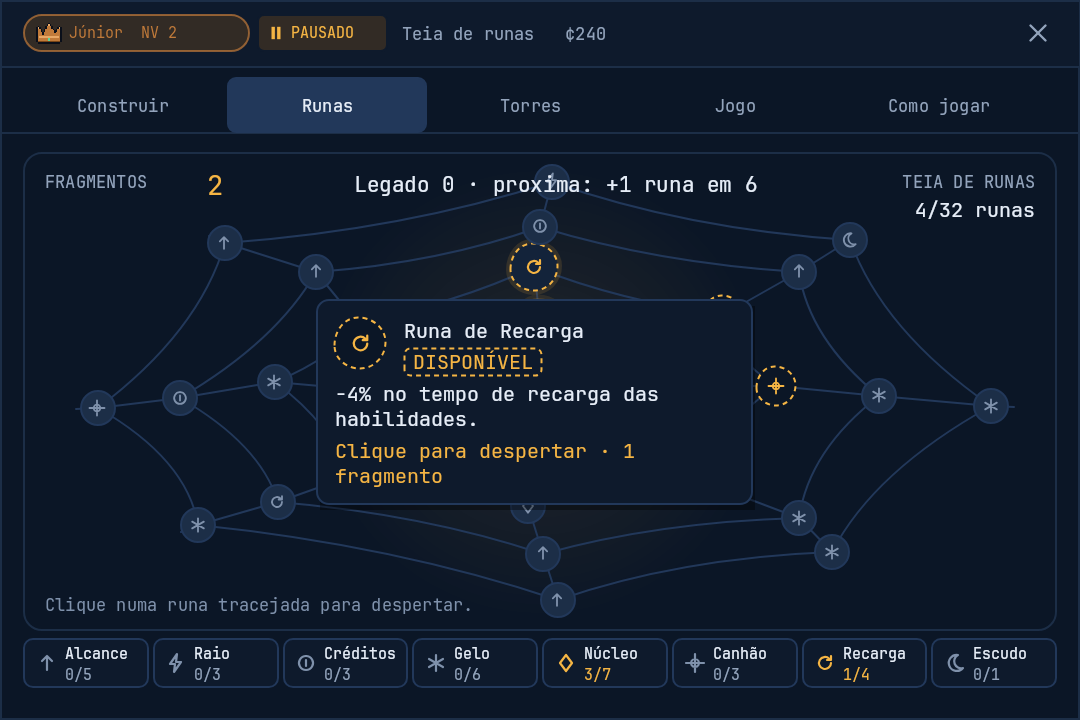 Júnior NV 2
PAUSADO
Teia de runas ₵240
Construir
Runas
Torres
Jogo
Como jogar
FRAGMENTOS 2
Legado 0 · proxima: +1 runa em 6
TEIA DE RUNAS
4/32 runas
Runa de Recarga
DISPONÍVEL
-4% no tempo de recarga das
habilidades.
Clique para despertar · 1
fragmento
Clique numa runa tracejada para despertar.
Alcance
0/5
Raio
0/3
Créditos
0/3
Gelo
0/6
Núcleo
3/7
Canhão
0/3
Recarga
1/4
Escudo
0/1